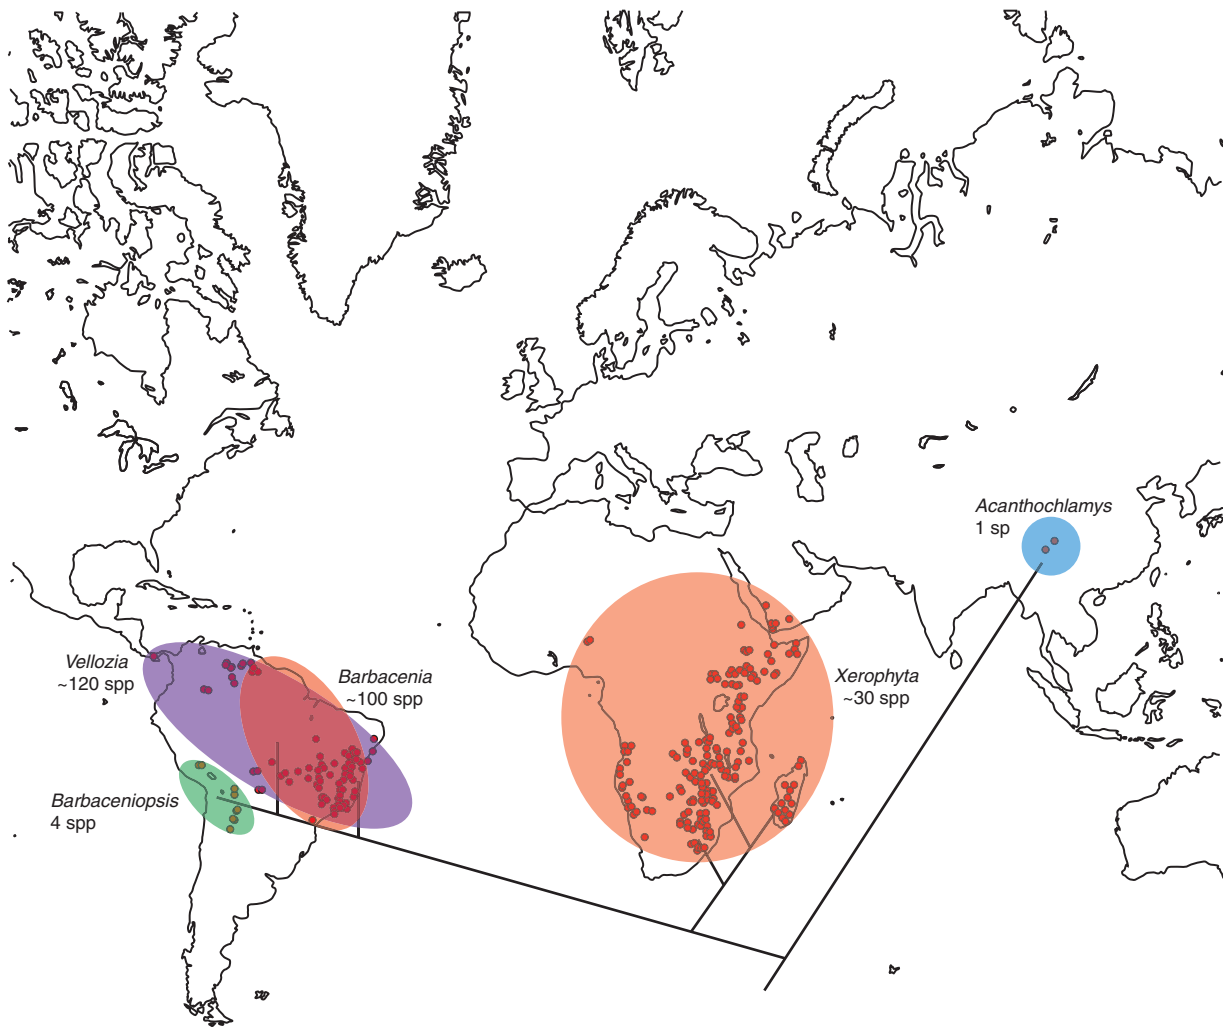 Acanthochlamys
1 sp
Vellozia
~120 spp
Barbacenia
~100 spp
Xerophyta
~30 spp
Barbaceniopsis
4 spp